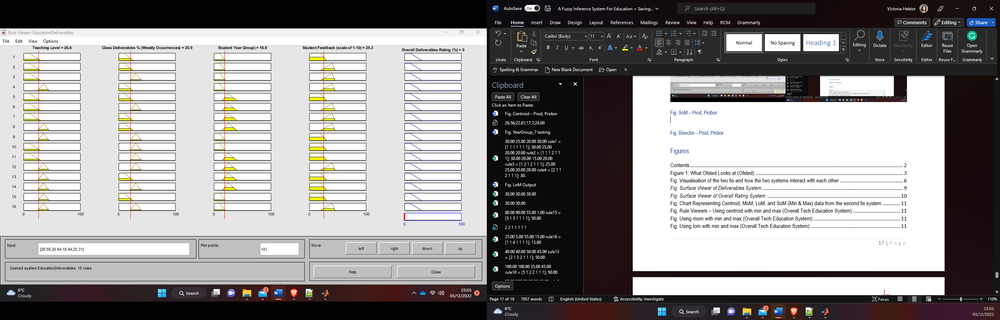 Rule Viewer: EducationDeliverables
File Edit View Options
Teaching Level = 26.6
Class Deliverables % (Weekly Occurrences) = 20.9
Student Year Group) = 18.9
Student Feedback (scale of 1-10) = 25.3
Overall Deliverables Rating (%) = 0
1
2
3
4
5
6
7
8
9
10
11
12
13
14
15
16
0 100
0 100
0 100
0 100
0 100
Input: [26.56;20.94;18.94;25.31]
Plot points: 101
Move: left right down up
Opened system EducationDeliverables, 16 rules
Help Close
6°C
Cloudy
Search
1
23:05
05/12/2022
3
AutoSave On A Fuzzy Inference System For Education • Saving... Search (Alt+Q) Victoria Hektor
File Home Insert Draw Design Layout References Mailings Review View Help RCM Grammarly Comments Editing Share
Paste
Calibri (Body) 11
Normal
No Spacing
Heading 1
Editing
Dictate
Sensitivity
Editor
Reuse Files
Open Grammarly
Undo Clipboard Font Paragraph Styles Voice Sensitivity Editor Reuse F... Grammarly
Spelling & Grammar New Blank Document Open
Clipboard
Paste All Clear All
Click an Item to Paste:
Fig. Centroid – Prod, Probor
26.56;22.81;17.7;24.69
Fig. YearGroup_7 testing
30.00 25.00 20.00 30.00 rule1 =
[1 1 1 1 1 1 1]; 30.00 25.00
20.00 20.00 rule2 = [1 1 1 2 1 1
1]; 30.00 20.00 15.00 20.00
rule3 = [1 2 1 2 1 1 1]; 25.00
25.00 20.00 20.00 rule4 = [2 1 1
2 1 1 1]; 30.
Fig. LoM Output
30.00 30.00 30.00
30.00 30.00
80.00 90.00 55.00 1.00 rule15 =
[5 1 3 1 1 1 1]; 50.00
2 2 1 1 1 1 1
25.00 5.00 55.00 15.00 rule16 =
[1 1 4 1 1 1 1]; 13.00
40.00 40.00 50.00 45.00 rule13
= [2 1 3 2 1 1 1]; 50.00
100.00 100.00 35.00 45.00
rule10 = [5 1 2 2 1 1 1]; 50.00
Options
Fig. SoM – Prod, Probor
Fig. Bisector – Prod, Probor
Figures
Contents 2
Figure 1: What Ofsted Looks at (Ofsted) 3
Fig. Visualisation of the two fis and how the two systems interact with each other 6
Fig: Surface Viewer of Deliverables System. 9
Fig: Surface Viewer of Overall Rating System. 10
Fig. Chart Representing Centroid, MoM, LoM, and SoM (Min & Max) data from the second fis system 11
Fig. Rule Viewers – Using centroid with min and max (Overall Tech Education System): 11
Fig. Using mom with min and max (Overall Tech Education System): 11
Fig. Using lom with min and max (Overall Tech Education System): 11
17 | Page
Page 17 of 18 7057 words English (United States) Accessibility: Investigate Focus 110%
6°C
Cloudy
Search
1
23:05
05/12/2022